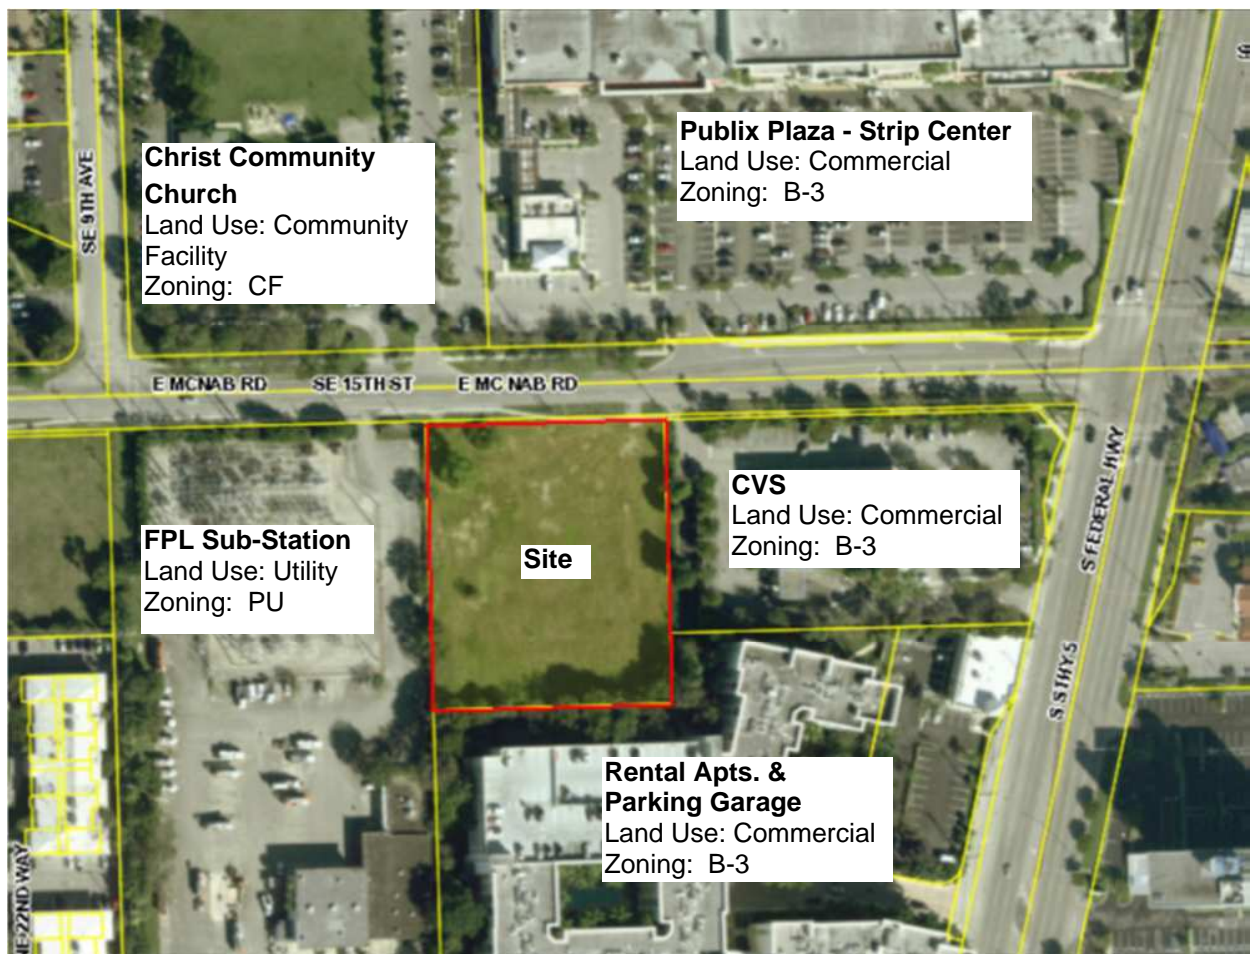 Publix Plaza - Strip Center
Land Use: Commercial
Zoning: B-3
Christ Community
Church
Land Use: Community
Facility
Zoning: CF
SE 9TH AVE
E MCNAB RD
SE 15TH ST
E MC NAB RD
CVS
Land Use: Commercial
Zoning: B-3
FPL Sub-Station
Land Use: Utility
Zoning: PU
Site
S FEDERAL HWY
S STHY 5
Rental Apts. &
Parking Garage
Land Use: Commercial
Zoning: B-3
NE 22ND WAY